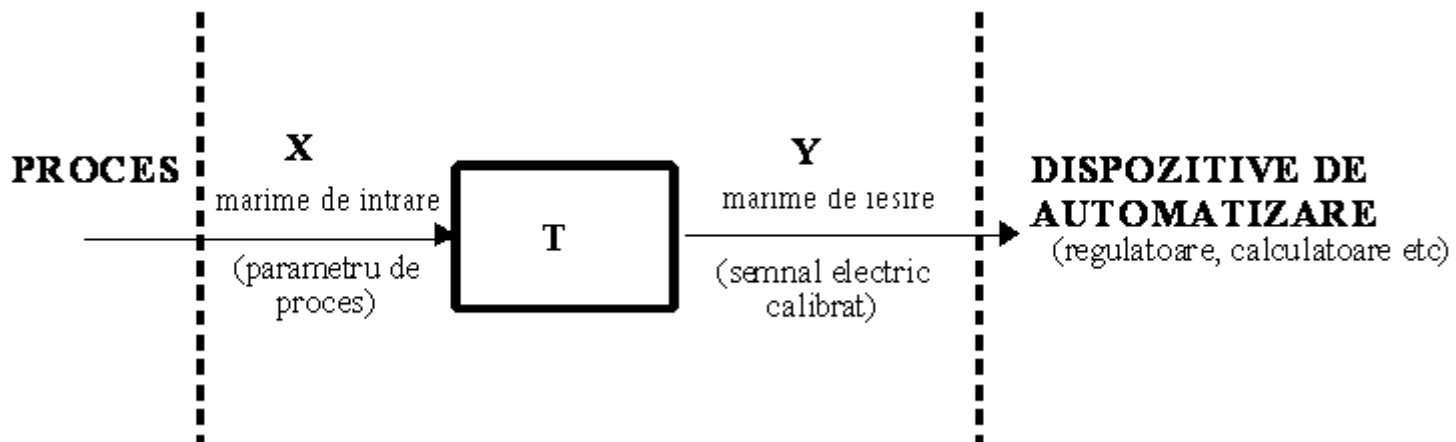 PROCES
X
marime de intrare
(parametru de
proces)
T
Y
marime de iesire
(semnal electric
calibrat)
DISPOZITIVE DE
AUTOMATIZARE
(regulatoare, calculatoare etc)